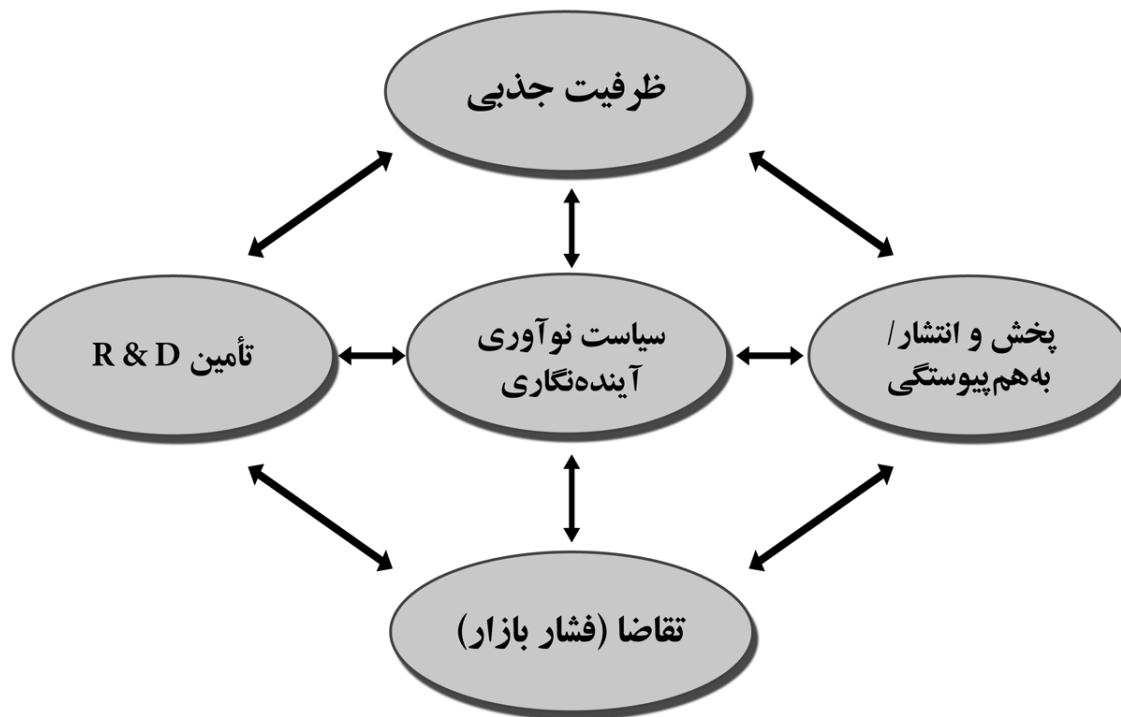 ظرفیت جذبی
پخش و انتشار/
به‌هم‌پیوستگی
سیاست نوآوری
آینده‌نگاری
تأمین R & D
تقاضا (فشار بازار)